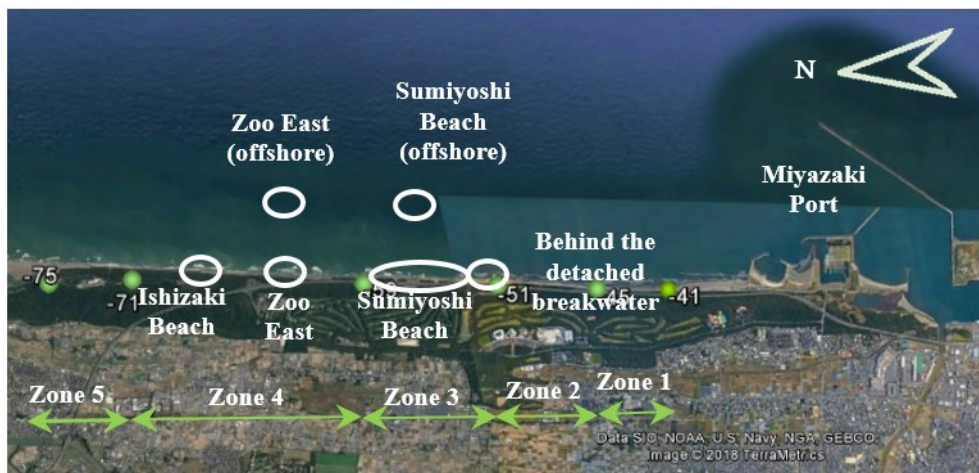 N
Sumiyoshi
Beach
(offshore)
Zoo East
(offshore)
Miyazaki
Port
Behind the
detached
breakwater
-75
-71
-51
-45
-41
Ishizaki
Beach
Zoo
East
Sumiyoshi
Beach
Zone 5
Zone 4
Zone 3
Zone 2
Zone 1
Data SIO, NOAA, U.S. Navy, NGA, GEBCO
Image © 2018 TerraMetrics